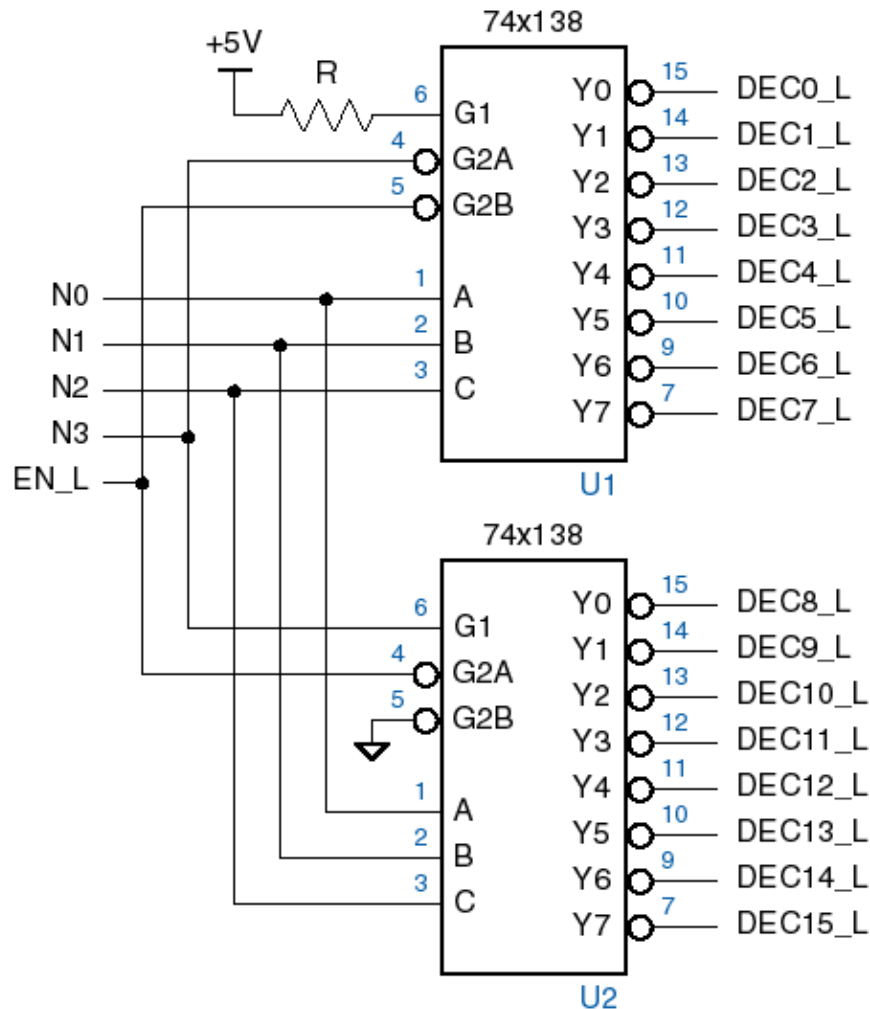 74x138
+5V
R
6 G1
4 G2A
5 G2B
N0 1 A
N1 2 B
N2 3 C
N3
EN_L
Y0 15 DEC0_L
Y1 14 DEC1_L
Y2 13 DEC2_L
Y3 12 DEC3_L
Y4 11 DEC4_L
Y5 10 DEC5_L
Y6 9 DEC6_L
Y7 7 DEC7_L
U1
74x138
6 G1
4 G2A
5 G2B
1 A
2 B
3 C
Y0 15 DEC8_L
Y1 14 DEC9_L
Y2 13 DEC10_L
Y3 12 DEC11_L
Y4 11 DEC12_L
Y5 10 DEC13_L
Y6 9 DEC14_L
Y7 7 DEC15_L
U2